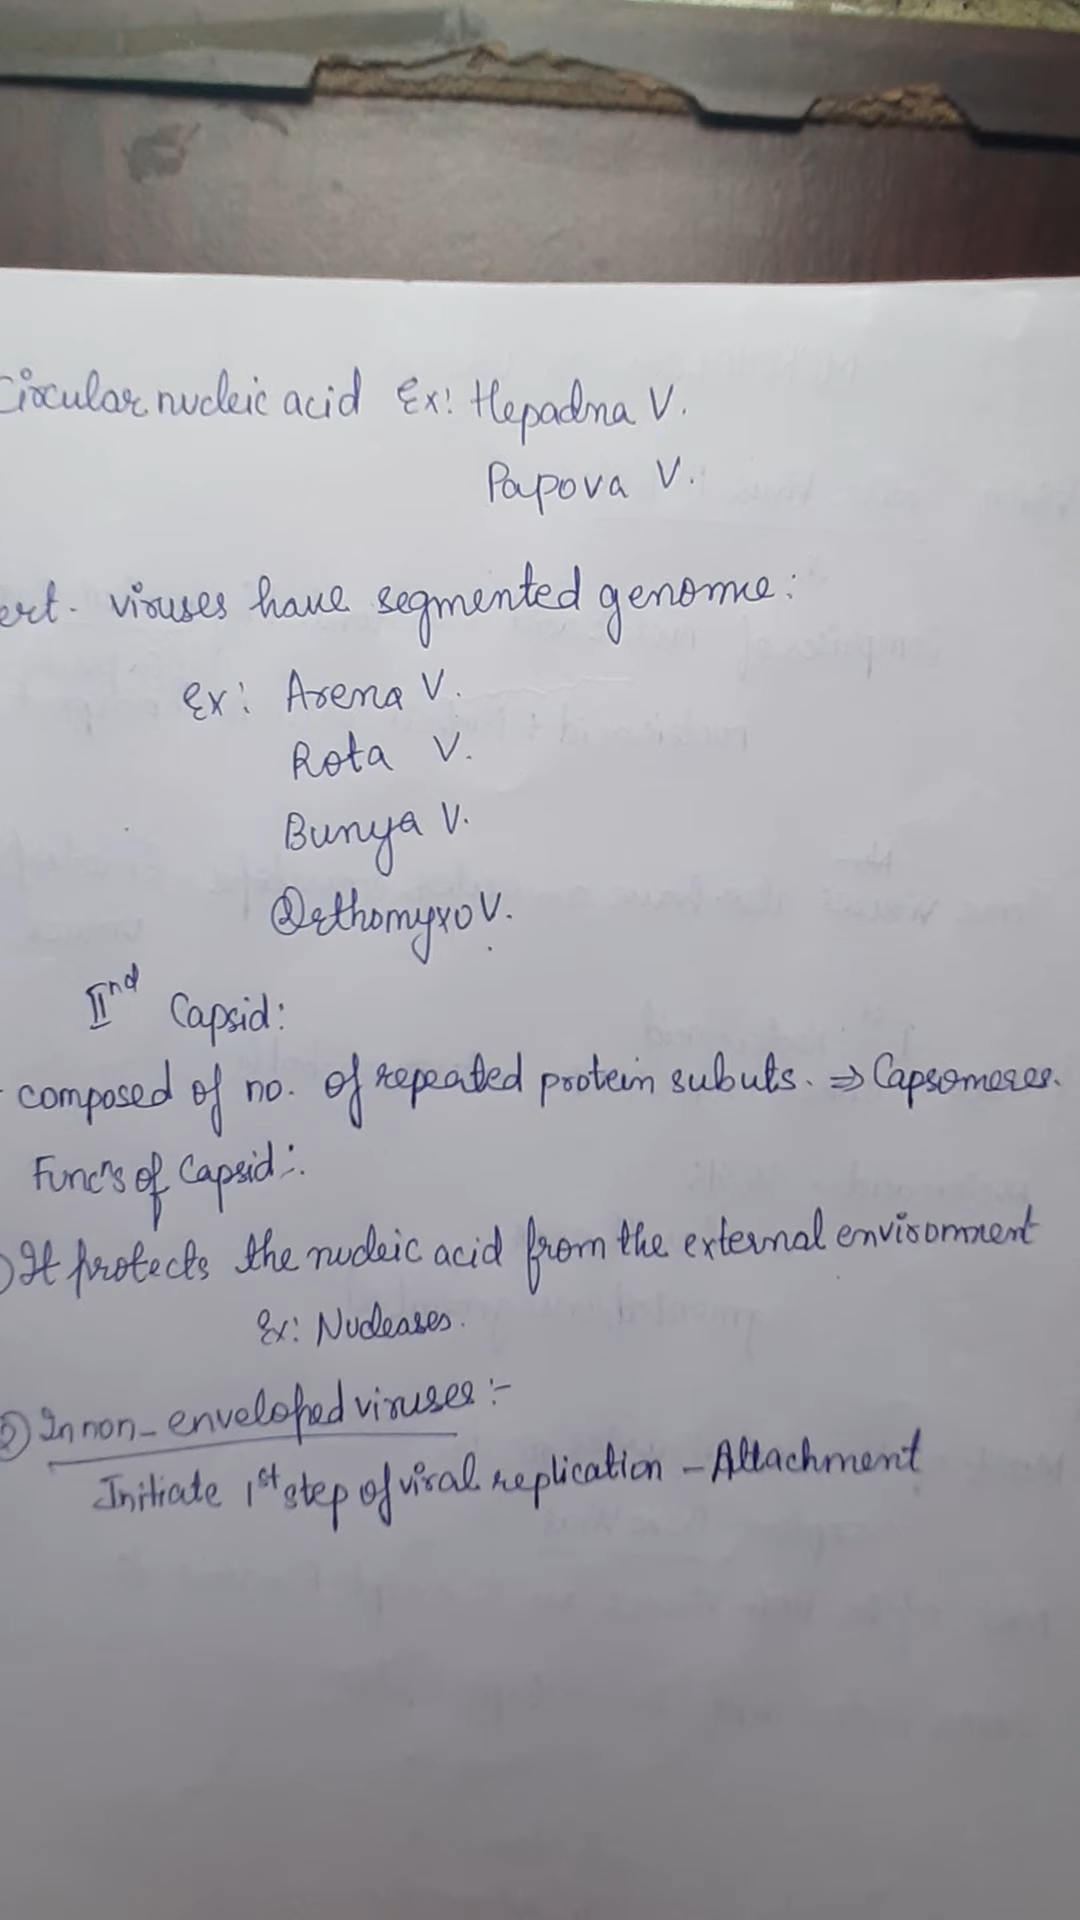 Circular nucleic acid Ex: Hepadna V.
Papova V.
viruses have segmented genome:
Ex: Arena V.
Rota V.
Bunya V.
Orthomyxo V.
IInd Capsid:
composed of no. of repeated protein subuts. ⇒ Capsomeres.
Func's of Capsid:
It protects the nucleic acid from the external environment
Ex: Nucleases.
2) In non-enveloped viruses :-
Initiate 1st step of viral replication - Attachment